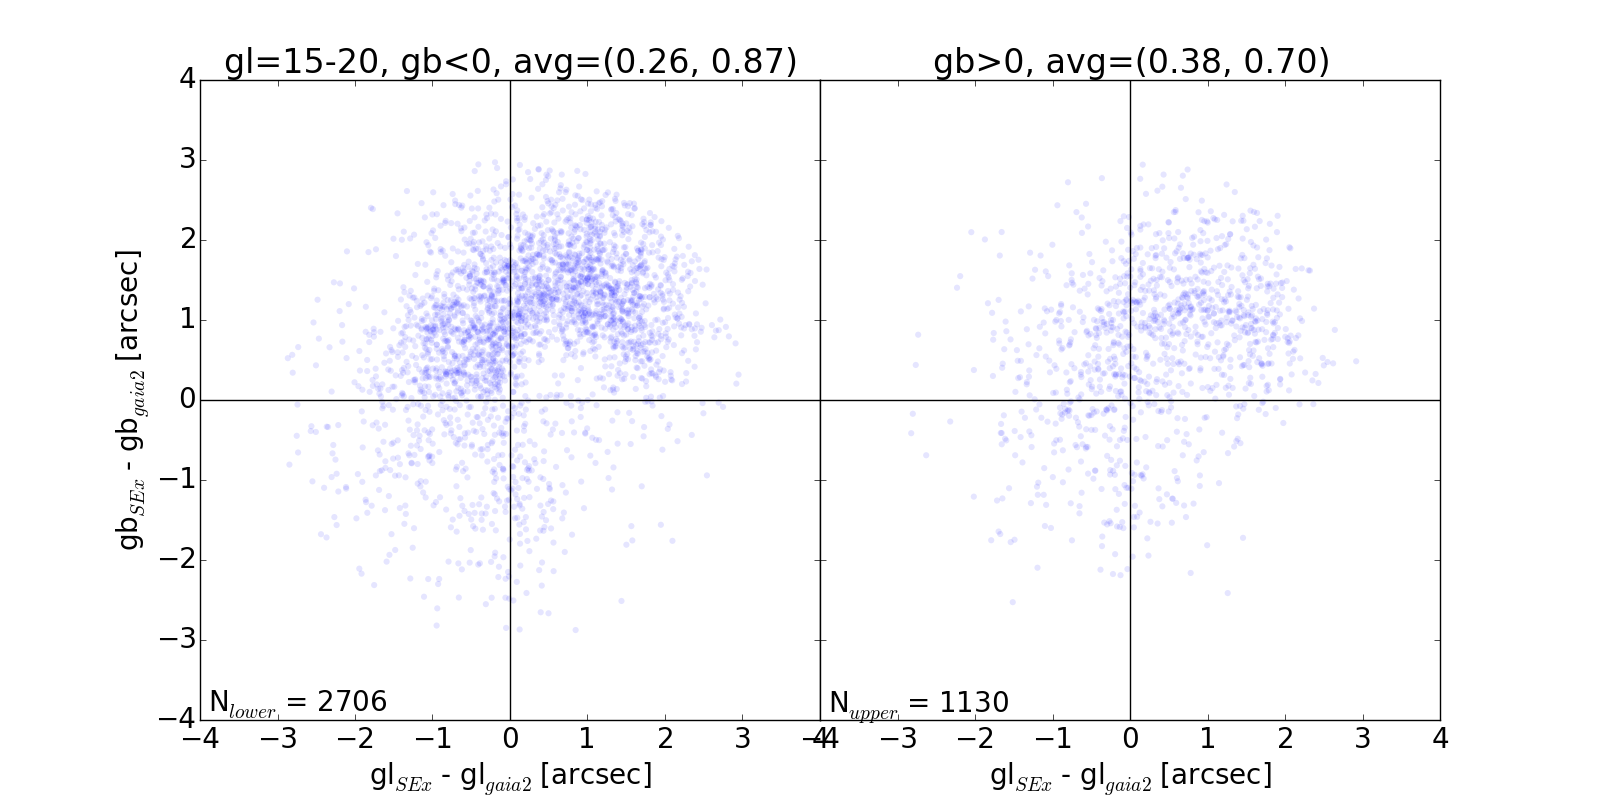 gl=15-20, gb<0, avg=(0.26, 0.87)
gb>0, avg=(0.38, 0.70)
4
3
2
1
0
−1
−2
−3
−4
gb_SEx - gb_gaia2 [arcsec]
N_lower = 2706
N_upper = 1130
−4 −3 −2 −1 0 1 2 3 4
−4 −3 −2 −1 0 1 2 3 4
gl_SEx - gl_gaia2 [arcsec]
gl_SEx - gl_gaia2 [arcsec]